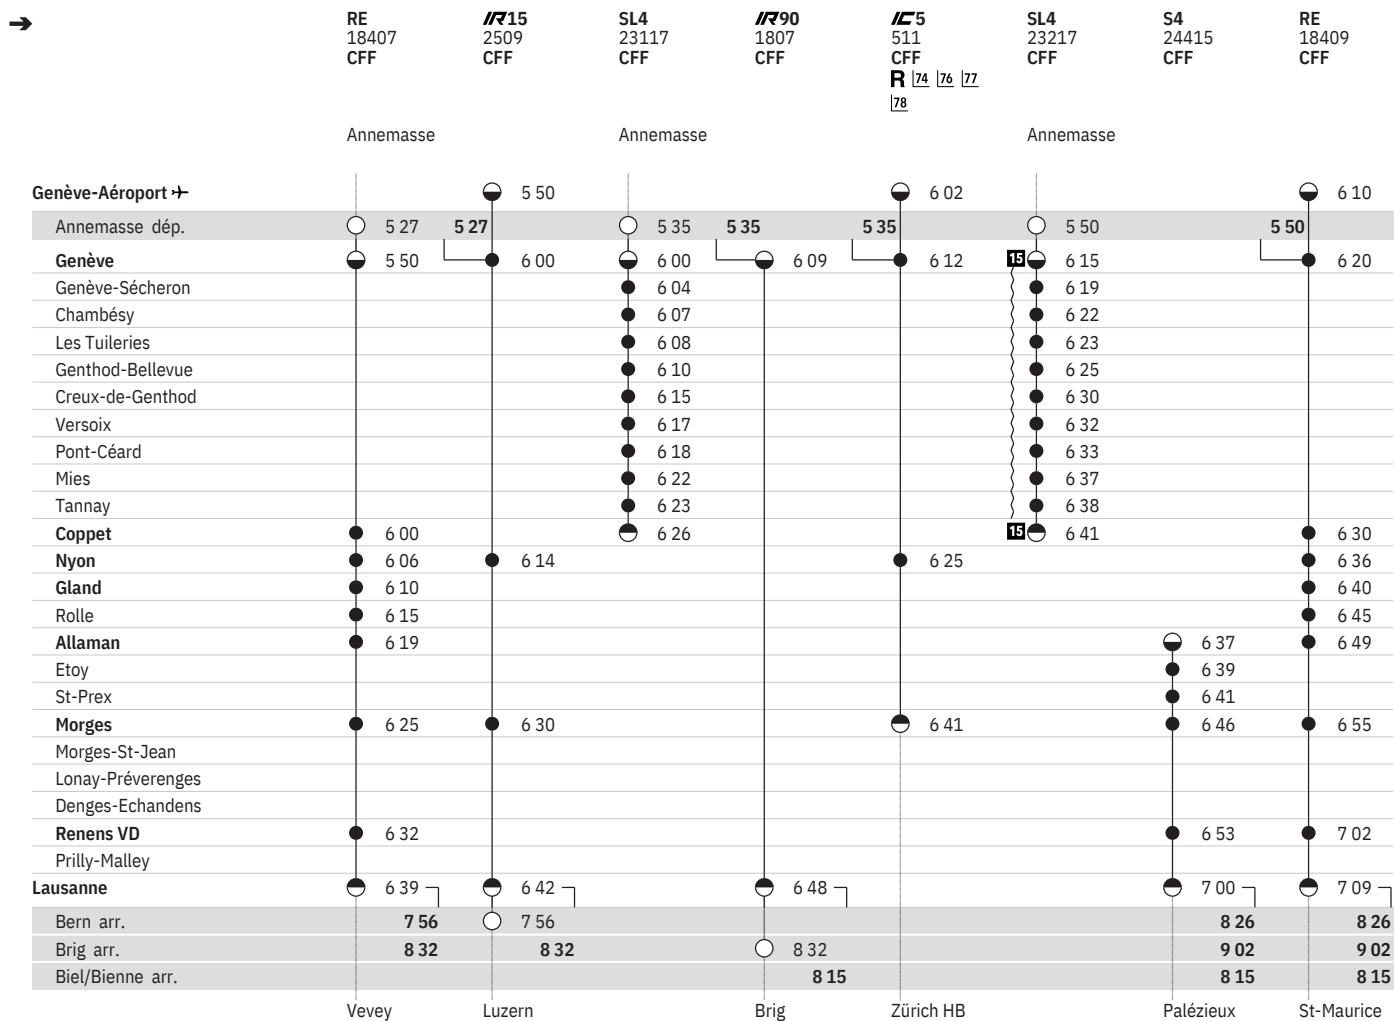 ➔ RE IR15 SL4 IR90 IC5 SL4 S4 RE
18407 2509 23117 1807 511 23217 24415 18409
CFF CFF CFF CFF CFF CFF CFF CFF
R 74 76 77
78
Annemasse Annemasse Annemasse
Genève-Aéroport 5 50 6 02 6 10
Annemasse dép. 5 27 5 27 5 35 5 35 5 35 5 50 5 50
Genève 5 50 6 00 6 00 6 09 6 12 15 6 15 6 20
Genève-Sécheron 6 04 6 19
Chambésy 6 07 6 22
Les Tuileries 6 08 6 23
Genthod-Bellevue 6 10 6 25
Creux-de-Genthod 6 15 6 30
Versoix 6 17 6 32
Pont-Céard 6 18 6 33
Mies 6 22 6 37
Tannay 6 23 6 38
Coppet 6 00 6 26 15 6 41 6 30
Nyon 6 06 6 14 6 25 6 36
Gland 6 10 6 40
Rolle 6 15 6 45
Allaman 6 19 6 37 6 49
Etoy 6 39
St-Prex 6 41
Morges 6 25 6 30 6 41 6 46 6 55
Morges-St-Jean
Lonay-Préverenges
Denges-Echandens
Renens VD 6 32 6 53 7 02
Prilly-Malley
Lausanne 6 39 6 42 6 48 7 00 7 09
Bern arr. 7 56 7 56 8 26 8 26
Brig arr. 8 32 8 32 8 32 9 02 9 02
Biel/Bienne arr. 8 15 8 15 8 15
Vevey Luzern Brig Zürich HB Palézieux St-Maurice